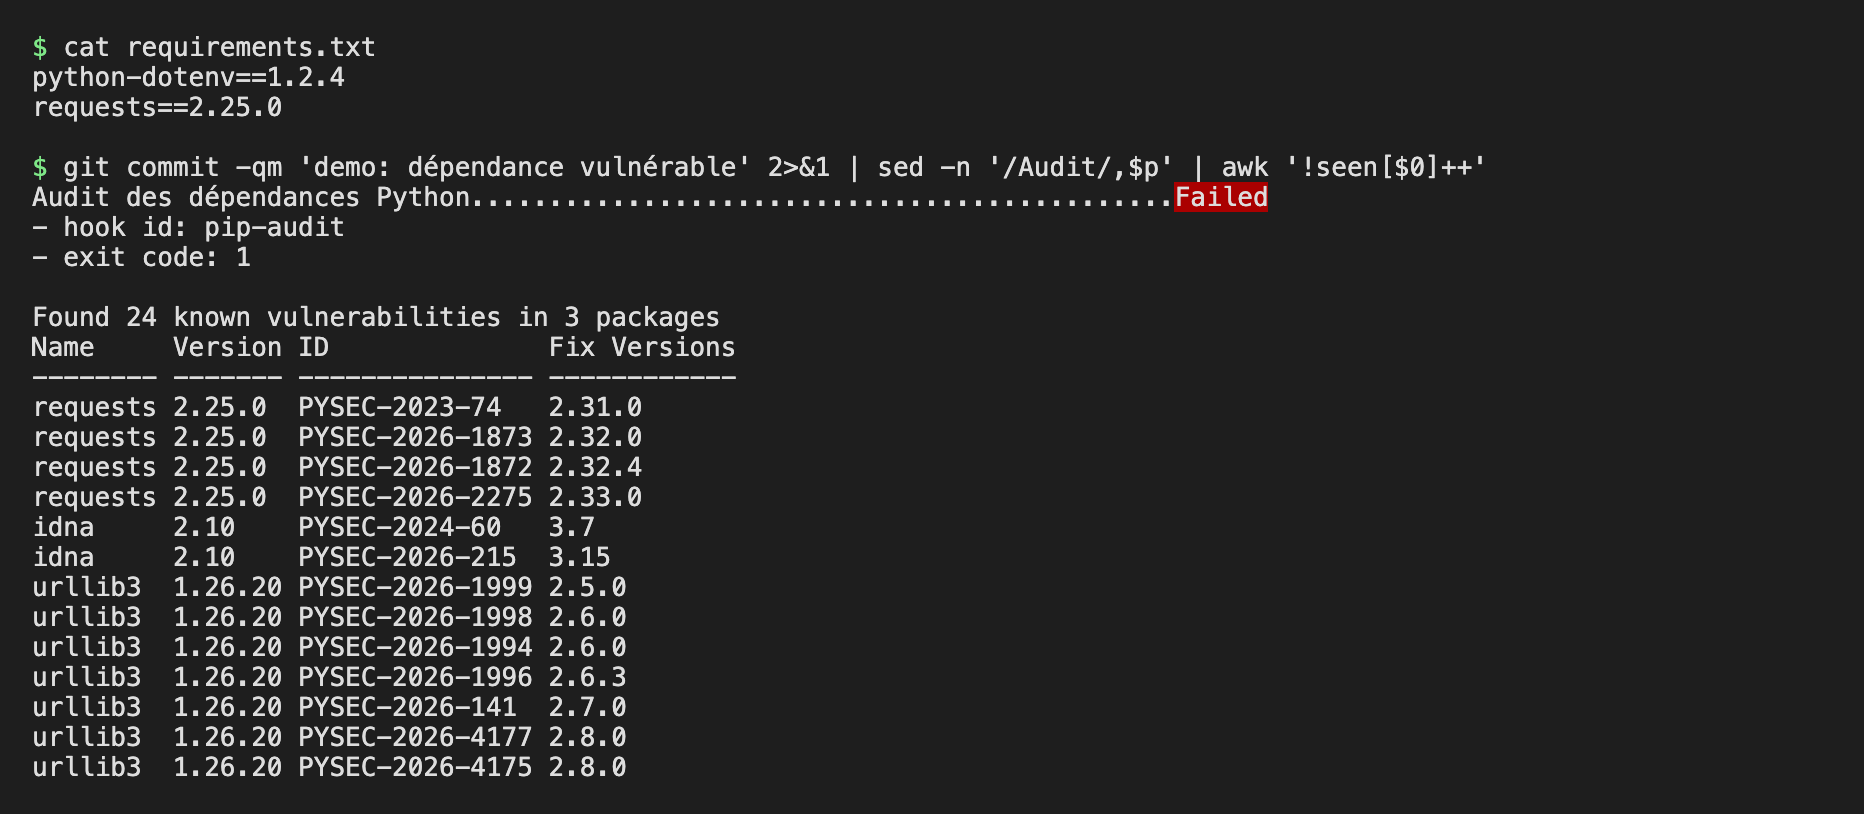 $ cat requirements.txt
python-dotenv==1.2.4
requests==2.25.0
$ git commit -qm 'demo: dépendance vulnérable' 2>&1 | sed -n '/Audit/,$p' | awk '!seen[$0]++'
Audit des dépendances Python.............................................Failed
- hook id: pip-audit
- exit code: 1
Found 24 known vulnerabilities in 3 packages
Name     Version ID              Fix Versions
-------- ------- --------------- ------------
requests 2.25.0  PYSEC-2023-74   2.31.0
requests 2.25.0  PYSEC-2026-1873 2.32.0
requests 2.25.0  PYSEC-2026-1872 2.32.4
requests 2.25.0  PYSEC-2026-2275 2.33.0
idna     2.10    PYSEC-2024-60   3.7
idna     2.10    PYSEC-2026-215  3.15
urllib3  1.26.20 PYSEC-2026-1999 2.5.0
urllib3  1.26.20 PYSEC-2026-1998 2.6.0
urllib3  1.26.20 PYSEC-2026-1994 2.6.0
urllib3  1.26.20 PYSEC-2026-1996 2.6.3
urllib3  1.26.20 PYSEC-2026-141  2.7.0
urllib3  1.26.20 PYSEC-2026-4177 2.8.0
urllib3  1.26.20 PYSEC-2026-4175 2.8.0